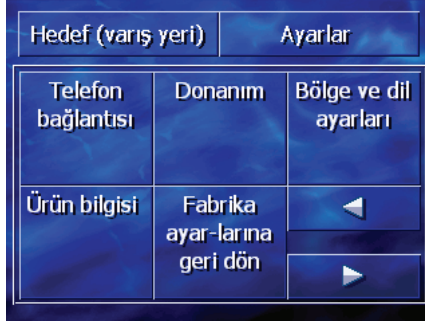 Hedef (varış yeri)
Ayarlar
Telefon
bağlantısı
Donanım
Bölge ve dil
ayarları
Ürün bilgisi
Fabrika
ayar-larına
geri dön